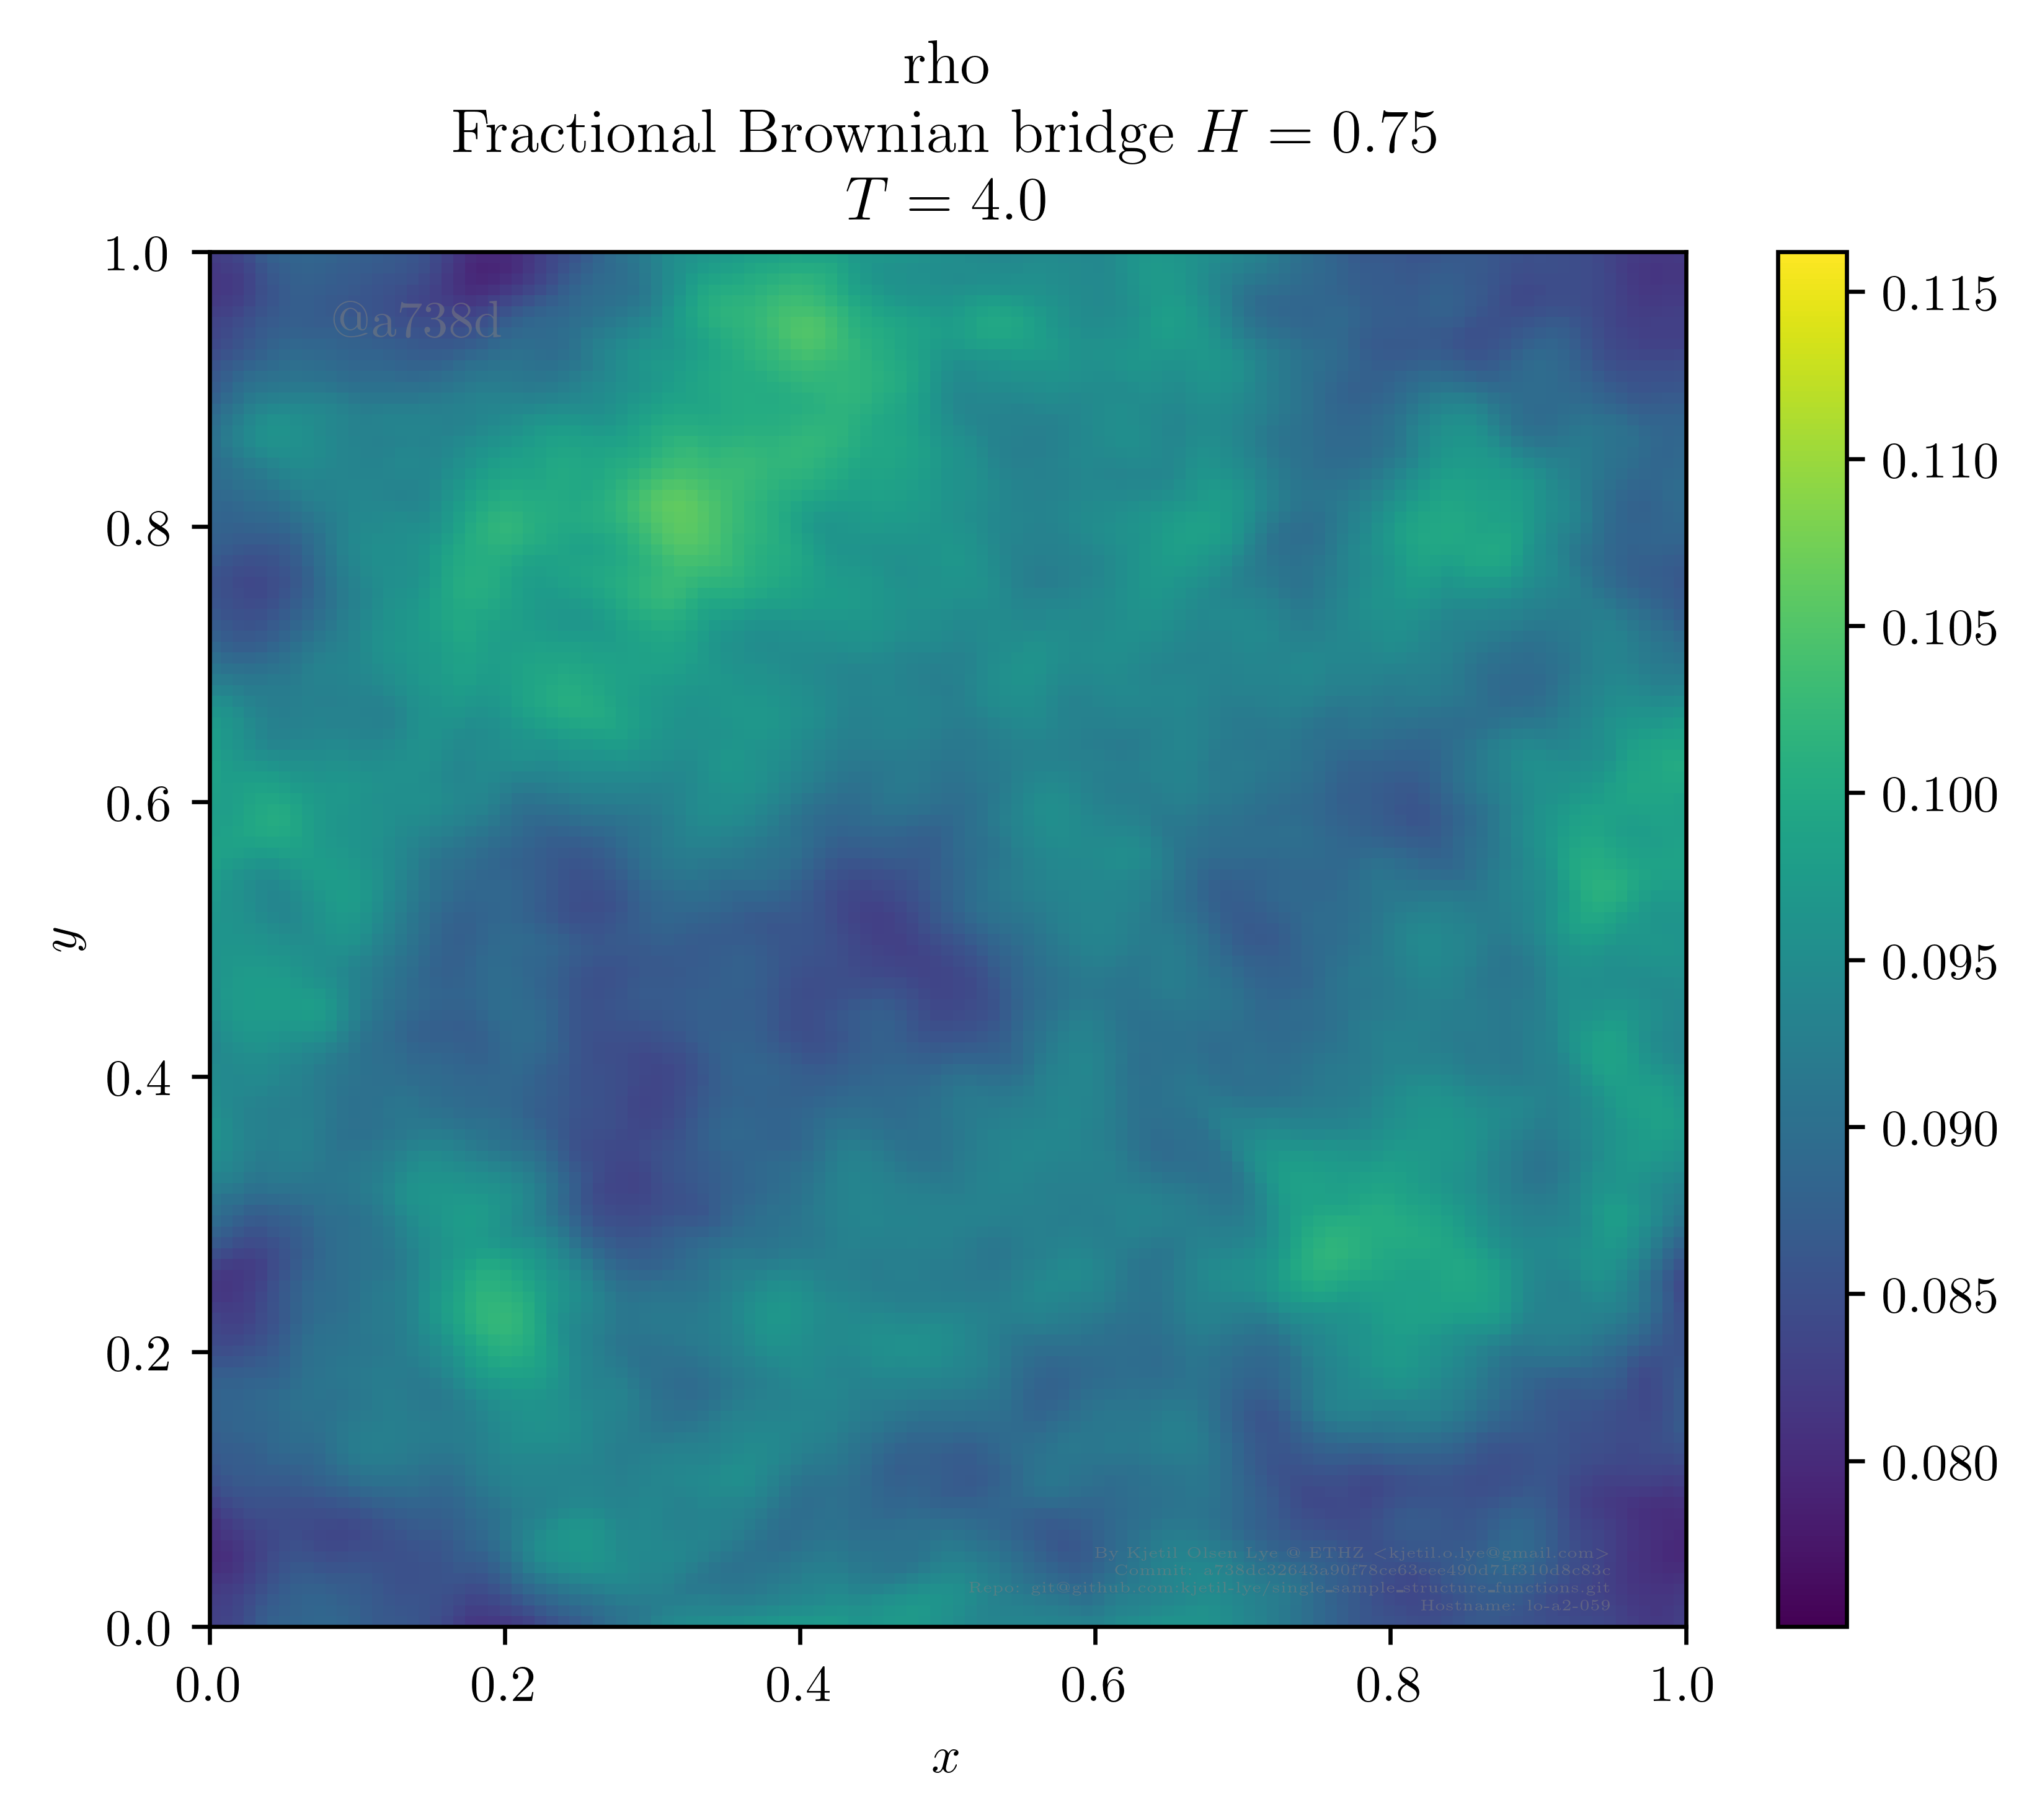 rho
Fractional Brownian bridge H = 0.75
T = 4.0
@a738d
1.0
0.8
0.6
0.4
0.2
0.0
y
0.0 0.2 0.4 0.6 0.8 1.0
x
0.115
0.110
0.105
0.100
0.095
0.090
0.085
0.080
By Kjetil Olsen Lye @ ETHZ <kjetil.o.lye@gmail.com>
Commit: a738dc32643a90f78ce63eee490d71f310d8c83c
Repo: git@github.com:kjetil-lye/single_sample_structure_functions.git
Hostname: lo-a2-059